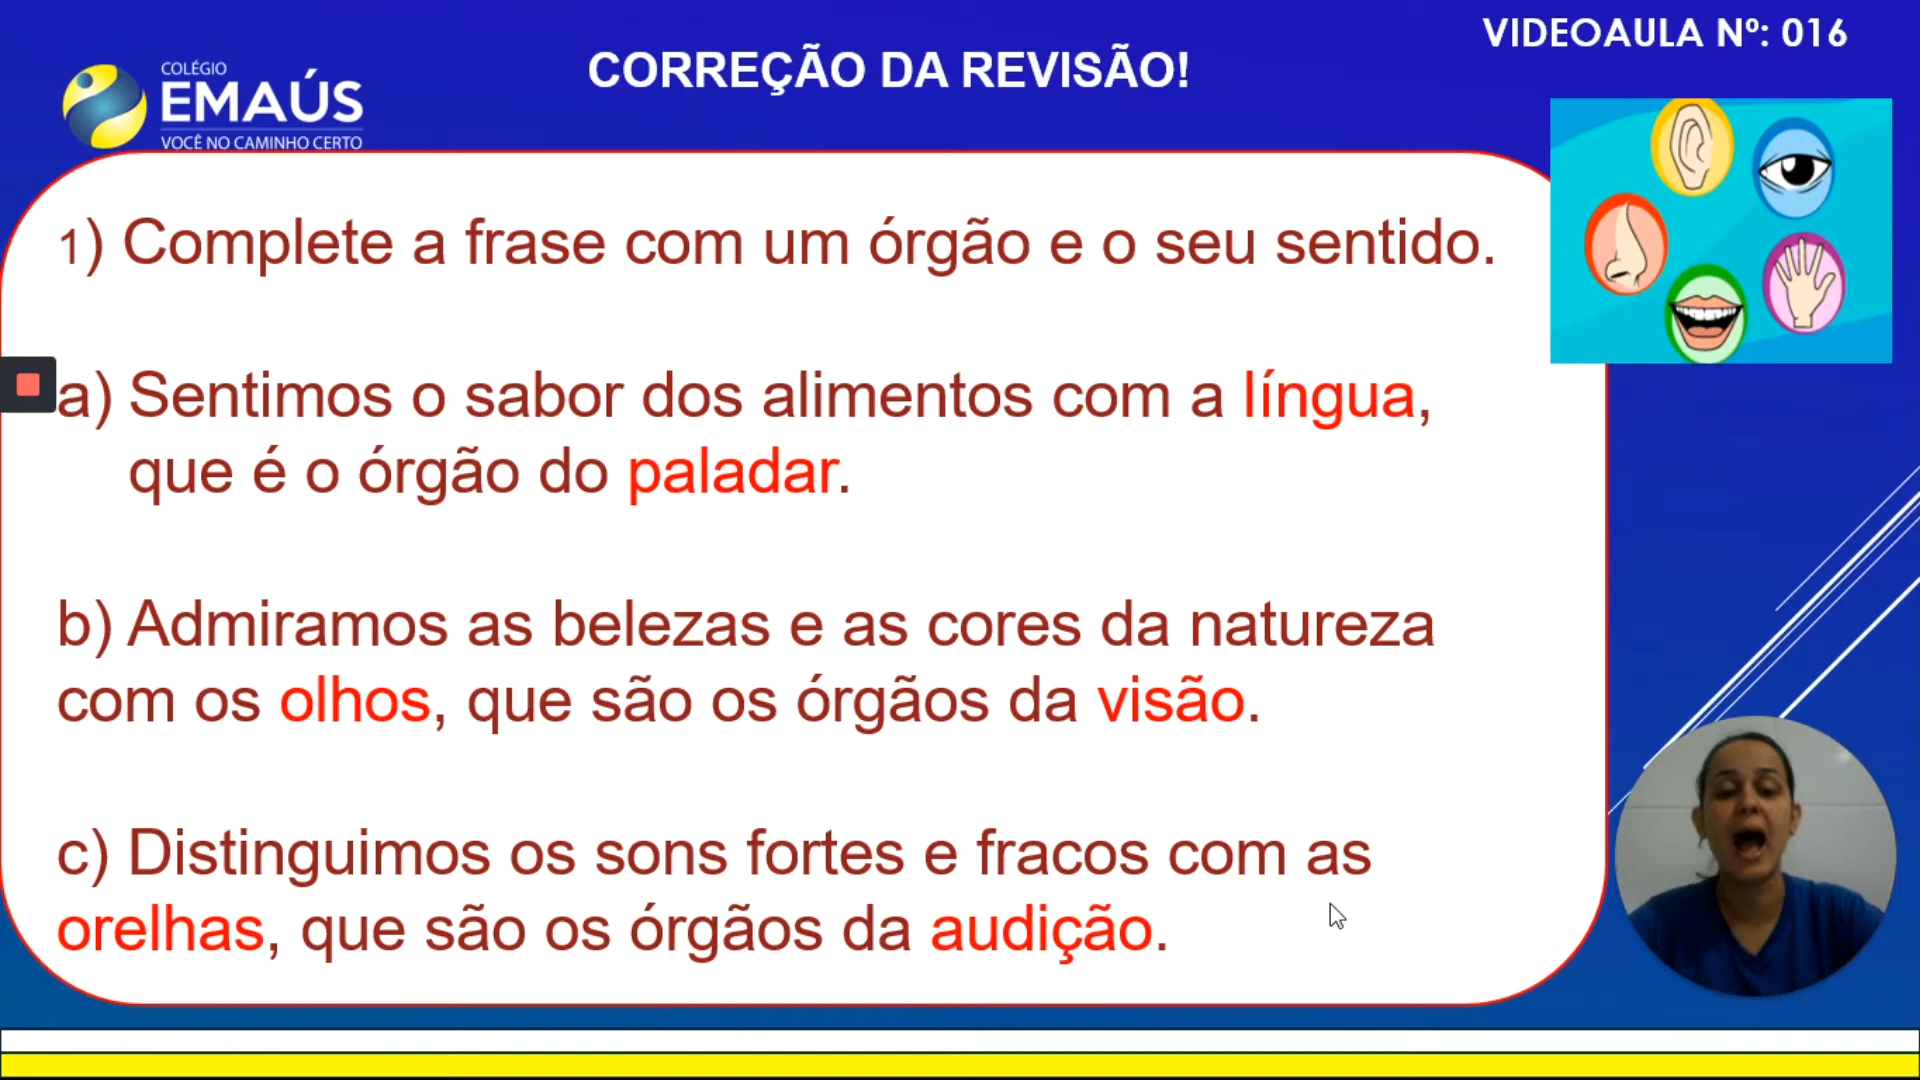 VIDEOAULA Nº: 016
CORREÇÃO DA REVISÃO!
COLÉGIO
EMAÚS
VOCÊ NO CAMINHO CERTO
1) Complete a frase com um órgão e o seu sentido.
a) Sentimos o sabor dos alimentos com a língua,
que é o órgão do paladar.
b) Admiramos as belezas e as cores da natureza
com os olhos, que são os órgãos da visão.
c) Distinguimos os sons fortes e fracos com as
orelhas, que são os órgãos da audição.